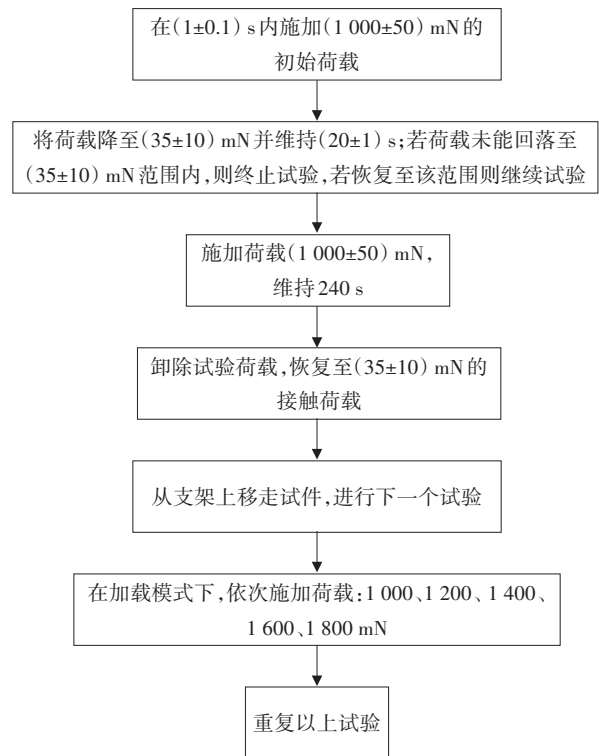 在(1±0.1) s内施加(1 000±50) mN的
初始荷载
将荷载降至(35±10) mN并维持(20±1) s;若荷载未能回落至
(35±10) mN范围内,则终止试验,若恢复至该范围则继续试验
施加荷载(1 000±50) mN,
维持240 s
卸除试验荷载,恢复至(35±10) mN的
接触荷载
从支架上移走试件,进行下一个试验
在加载模式下,依次施加荷载:1 000、1 200、1 400、
1 600、1 800 mN
重复以上试验